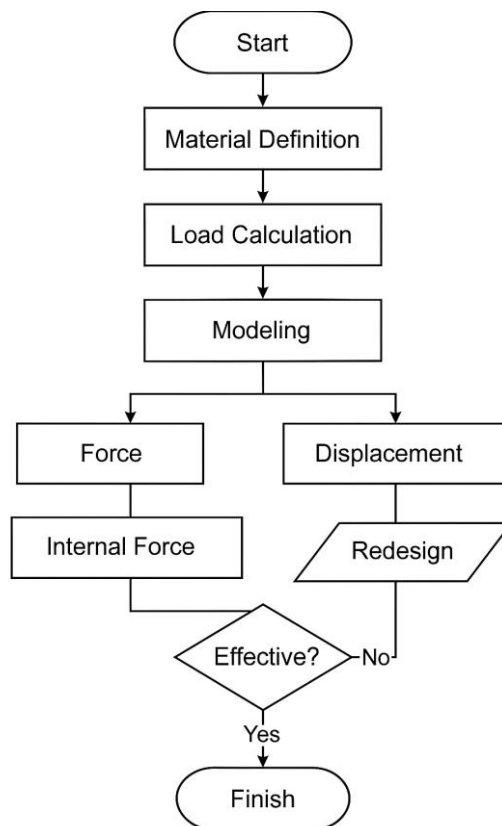 Start
Material Definition
Load Calculation
Modeling
Force
Displacement
Internal Force
Redesign
Effective?
No
Yes
Finish